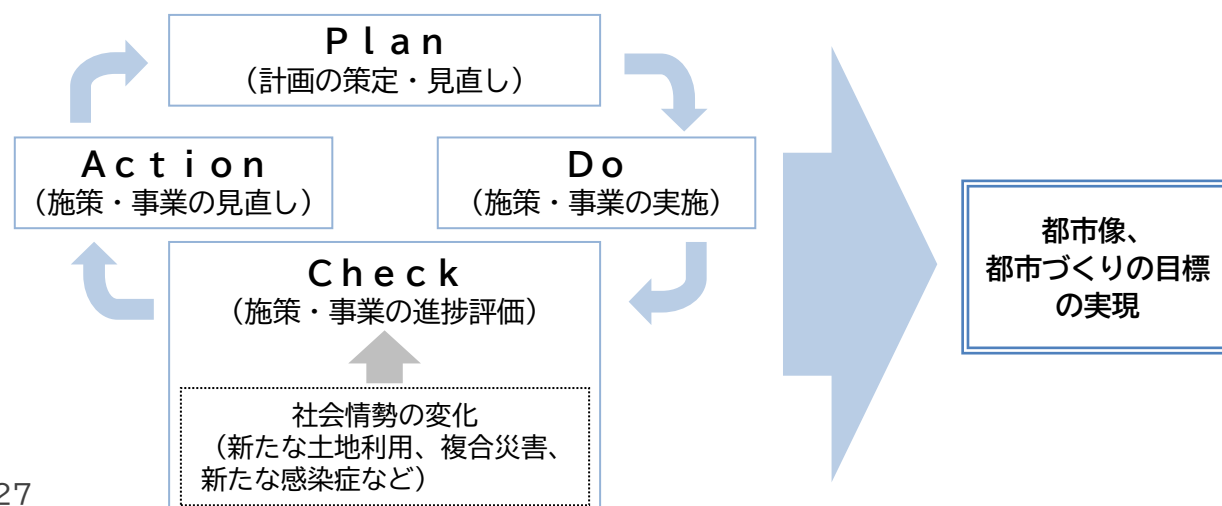 Plan
（計画の策定・見直し）
Action
（施策・事業の見直し）
Do
（施策・事業の実施）
Check
（施策・事業の進捗評価）
社会情勢の変化
（新たな土地利用、複合災害、
新たな感染症など）
都市像、
都市づくりの目標
の実現
27